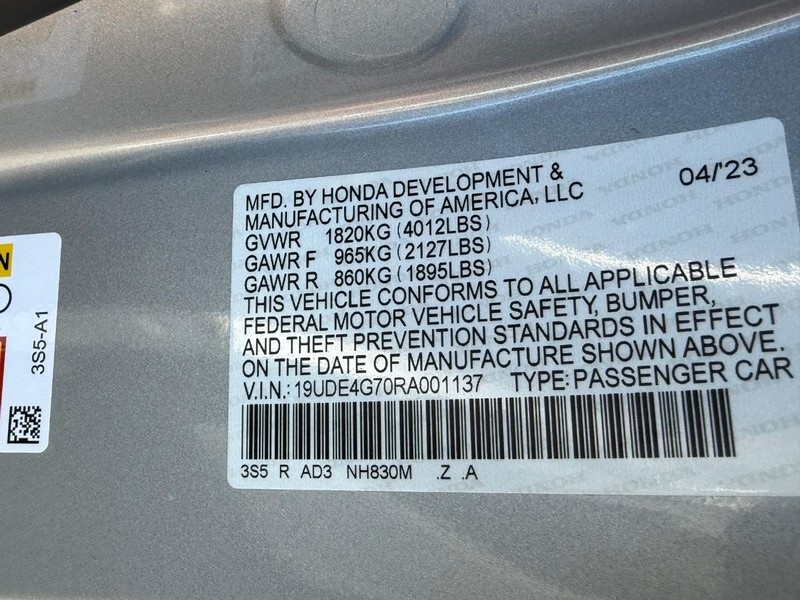 MFD. BY HONDA DEVELOPMENT &
MANUFACTURING OF AMERICA, LLC
04/'23
GVWR 1820KG (4012LBS)
GAWR F 965KG (2127LBS)
GAWR R 860KG (1895LBS)
THIS VEHICLE CONFORMS TO ALL APPLICABLE
FEDERAL MOTOR VEHICLE SAFETY, BUMPER,
AND THEFT PREVENTION STANDARDS IN EFFECT
ON THE DATE OF MANUFACTURE SHOWN ABOVE.
V.I.N.: 19UDE4G70RA001137 TYPE: PASSENGER CAR
3S5 R AD3 NH830M .Z .A
3S5-A1